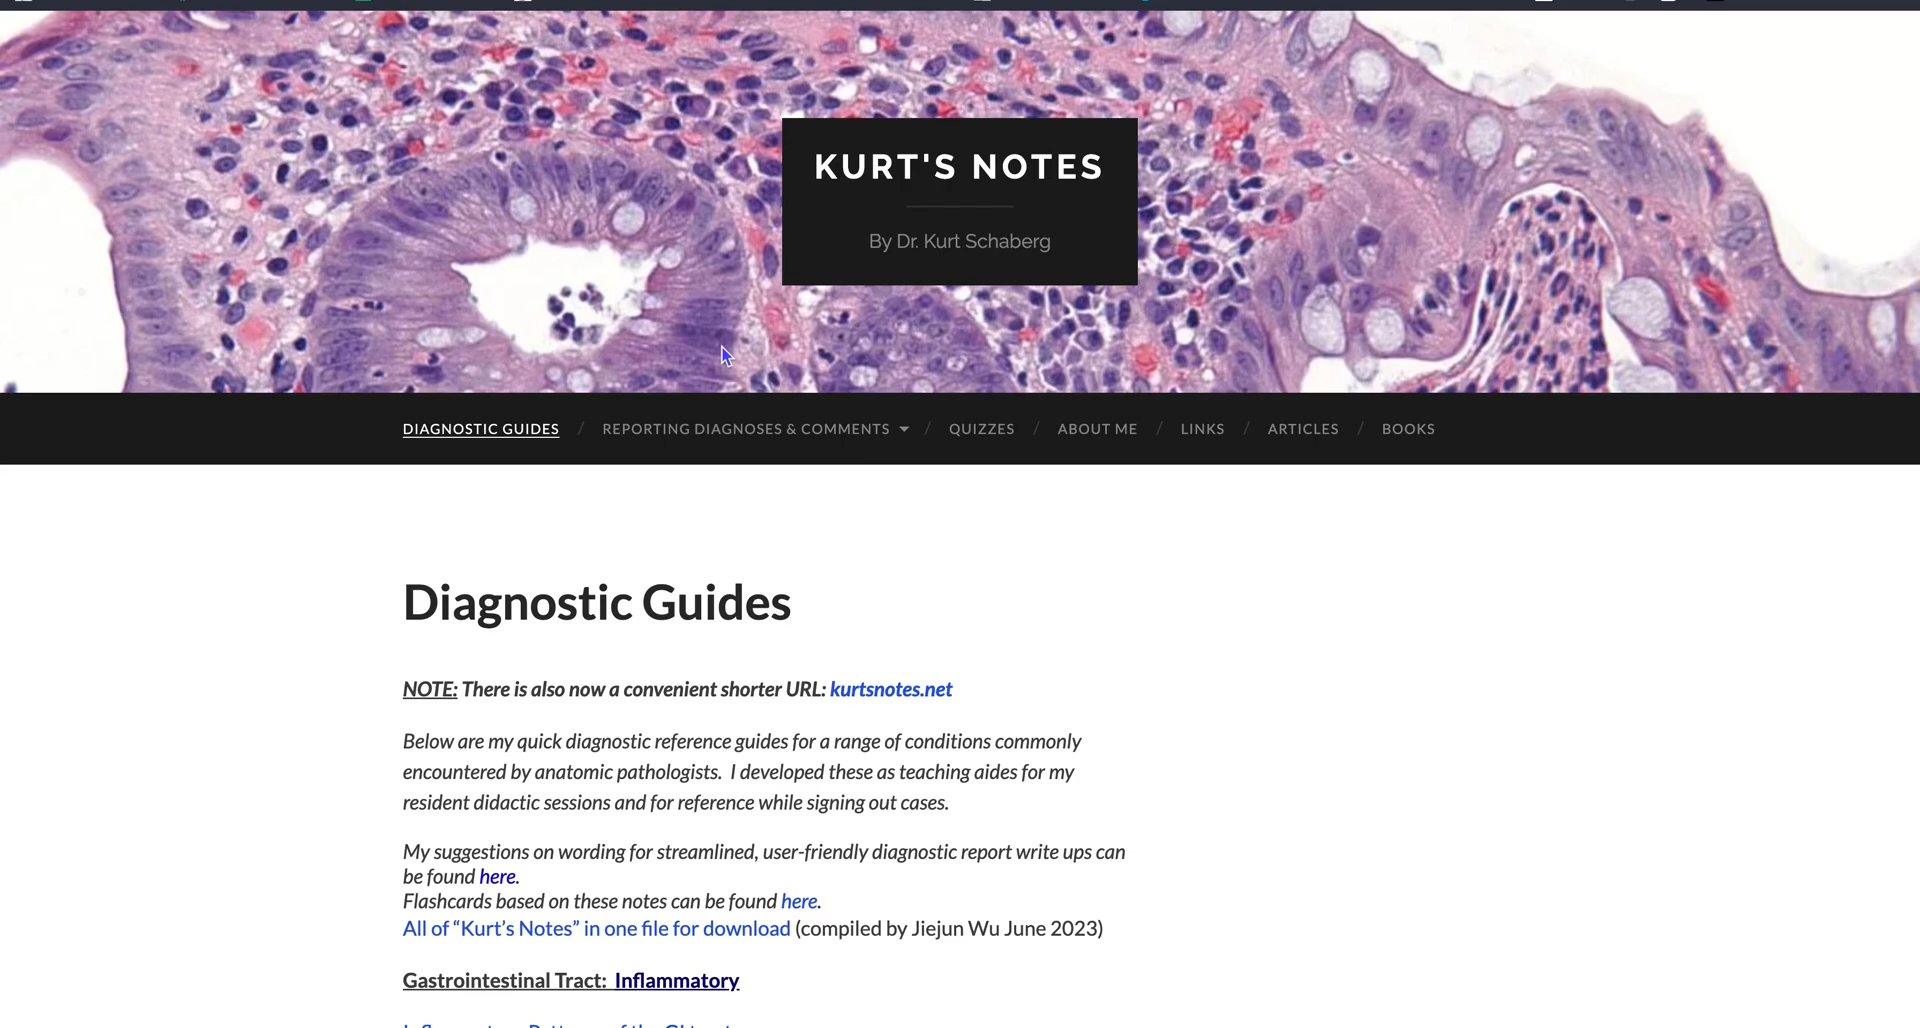 KURT'S NOTES
By Dr. Kurt Schaberg
DIAGNOSTIC GUIDES / REPORTING DIAGNOSES & COMMENTS / QUIZZES / ABOUT ME / LINKS / ARTICLES / BOOKS
Diagnostic Guides
NOTE: There is also now a convenient shorter URL: kurtsnotes.net
Below are my quick diagnostic reference guides for a range of conditions commonly
encountered by anatomic pathologists.  I developed these as teaching aides for my
resident didactic sessions and for reference while signing out cases.
My suggestions on wording for streamlined, user-friendly diagnostic report write ups can
be found here.
Flashcards based on these notes can be found here.
All of “Kurt’s Notes” in one file for download (compiled by Jiejun Wu June 2023)
Gastrointestinal Tract:  Inflammatory